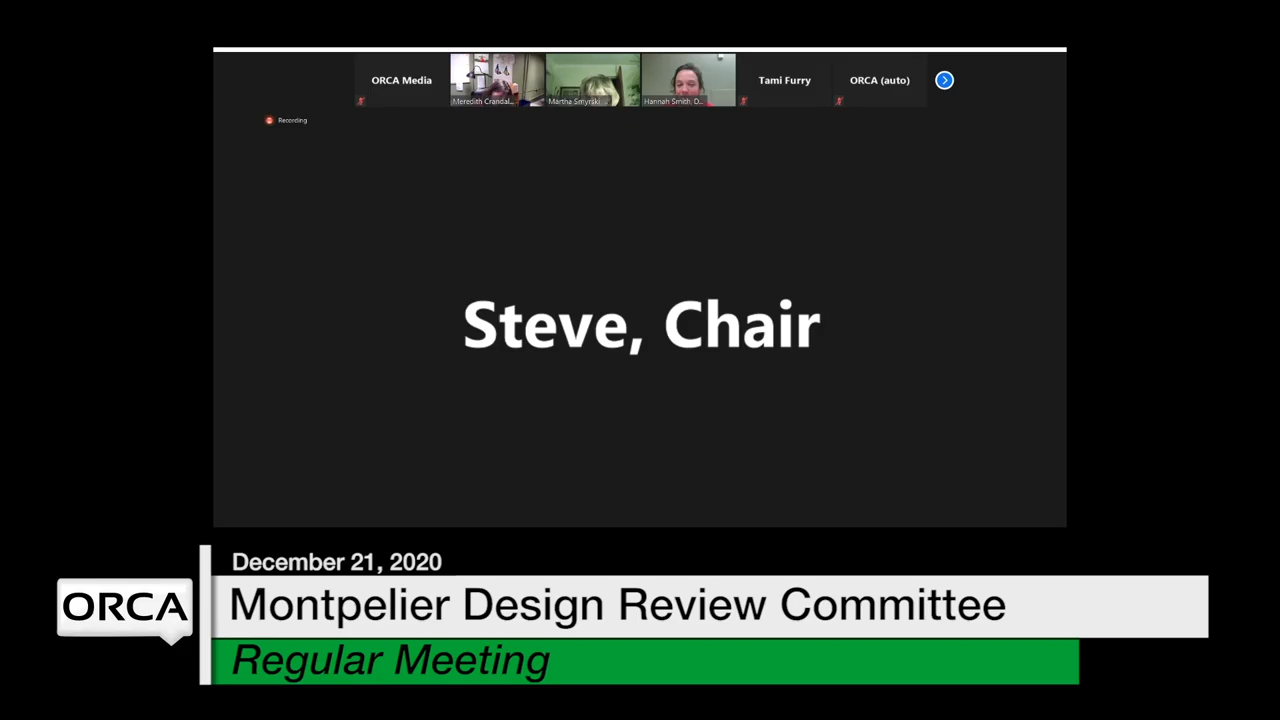 ORCA Media
Meredith Crandal...
Martha Smyrski ...
Hannah Smith, D...
Tami Furry
ORCA (auto)
Recording
Steve, Chair
December 21, 2020
ORCA
Montpelier Design Review Committee
Regular Meeting